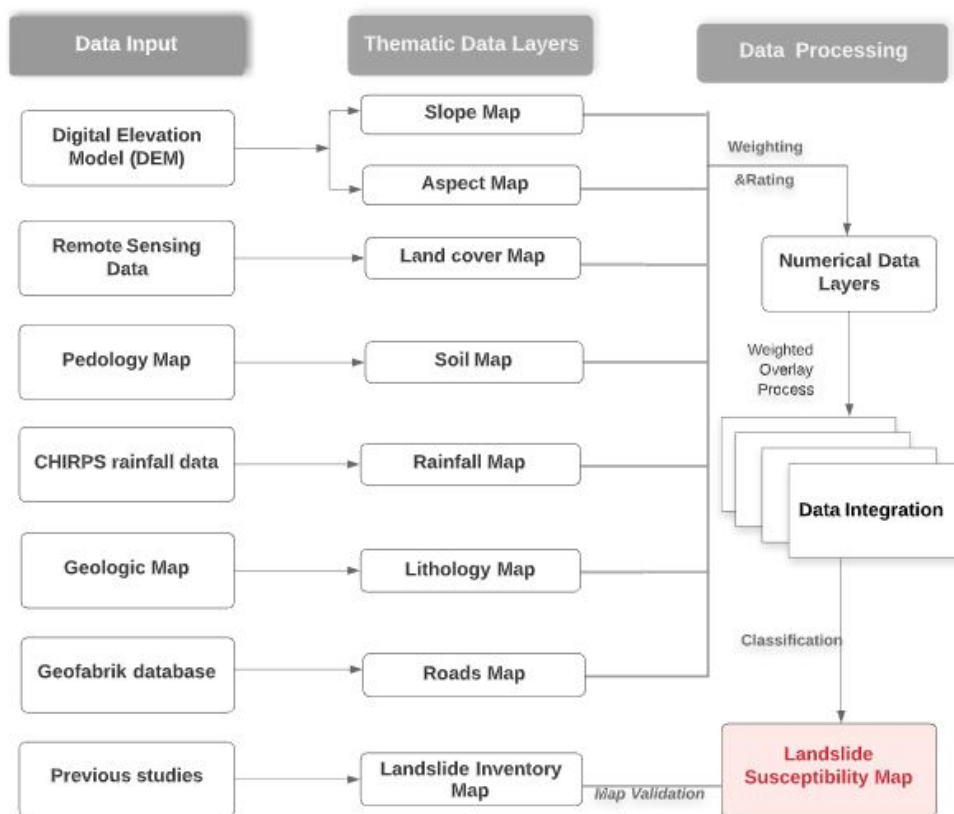 Data Input
Thematic Data Layers
Data Processing
Digital Elevation
Model (DEM)
Slope Map
Aspect Map
Weighting
&Rating
Remote Sensing
Data
Land cover Map
Numerical Data
Layers
Pedology Map
Soil Map
Weighted
Overlay
Process
CHIRPS rainfall data
Rainfall Map
Data Integration
Geologic Map
Lithology Map
Classification
Geofabrik database
Roads Map
Previous studies
Landslide Inventory
Map
Map Validation
Landslide
Susceptibility Map